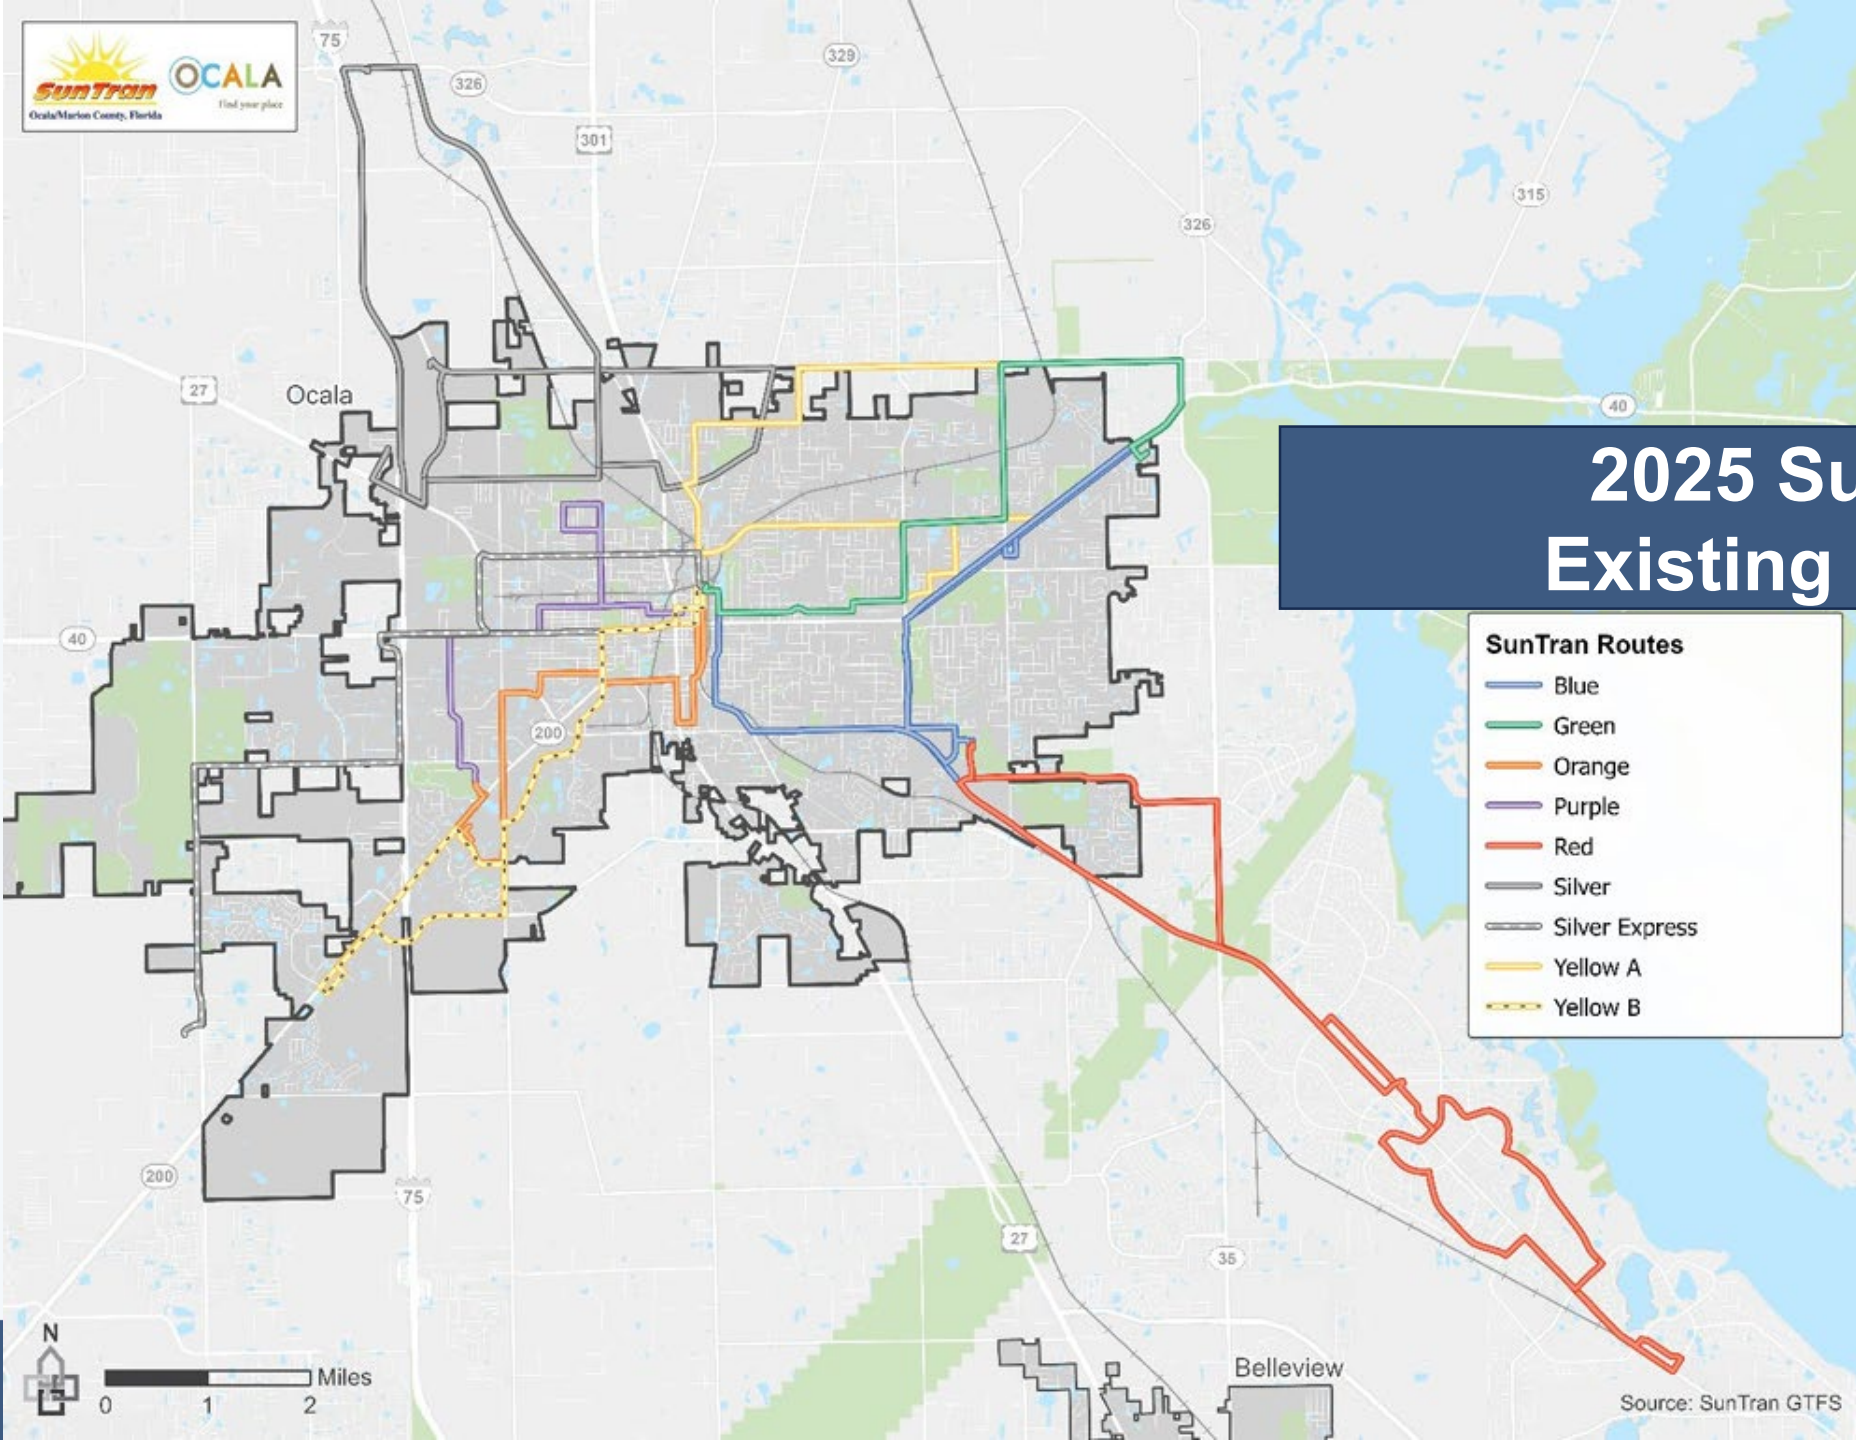 SunTran
Ocala/Marion County, Florida
OCALA
Find your place
75
326
329
301
315
326
27
Ocala
40
2025 Su
Existing
40
200
SunTran Routes
Blue
Green
Orange
Purple
Red
Silver
Silver Express
Yellow A
Yellow B
200
75
27
35
N
Miles
0 1 2
Belleview
Source: SunTran GTFS